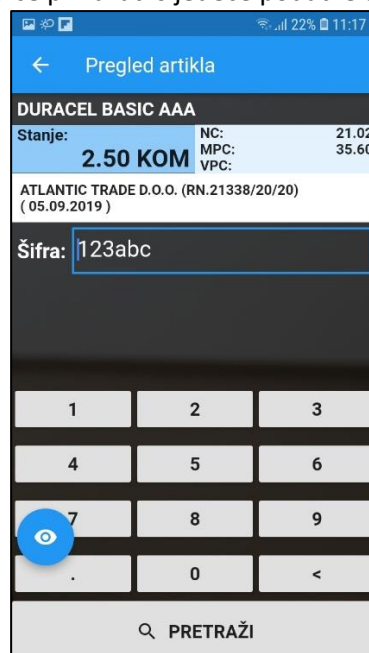 22% 11:17
Pregled artikla
DURACEL BASIC AAA
Stanje:
2.50 KOM
NC: 21.02
MPC: 35.60
VPC:
ATLANTIC TRADE D.O.O. (RN.21338/20/20)
( 05.09.2019 )
Šifra: 123abc
1 2 3
4 5 6
7 8 9
. 0 <
PRETRAŽI